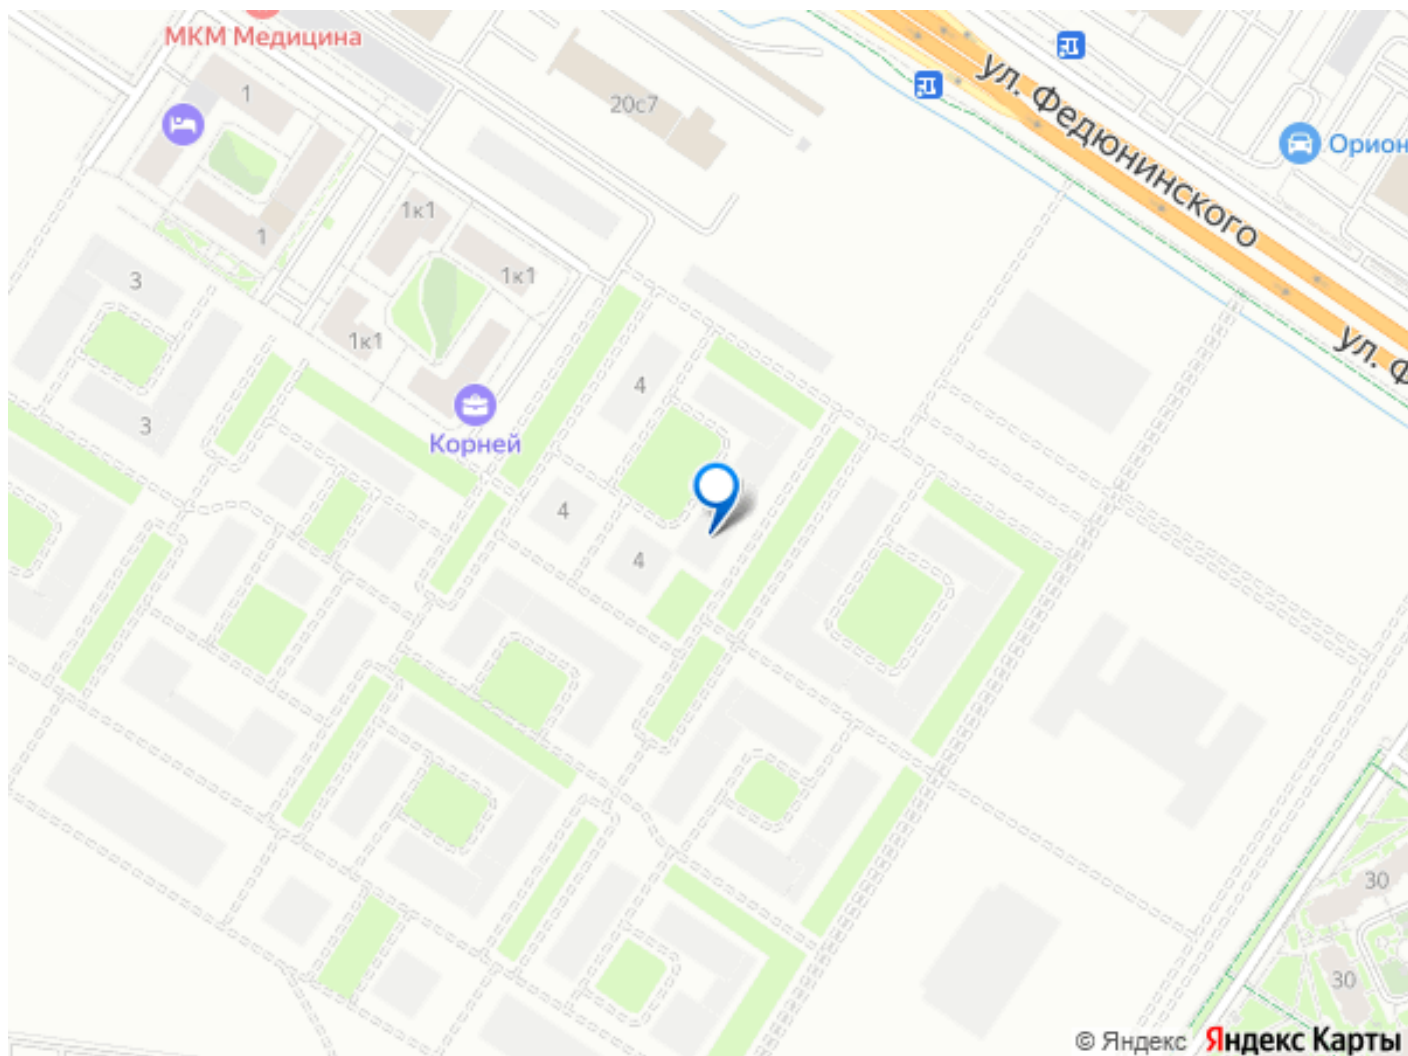 МКМ Медицина
1
20с7
ул. Федюнинского
Орион
1к1
1
1к1
3
1к1
ул. Ф
4
3
Корней
4
4
30
30
© Яндекс Яндекс Карты